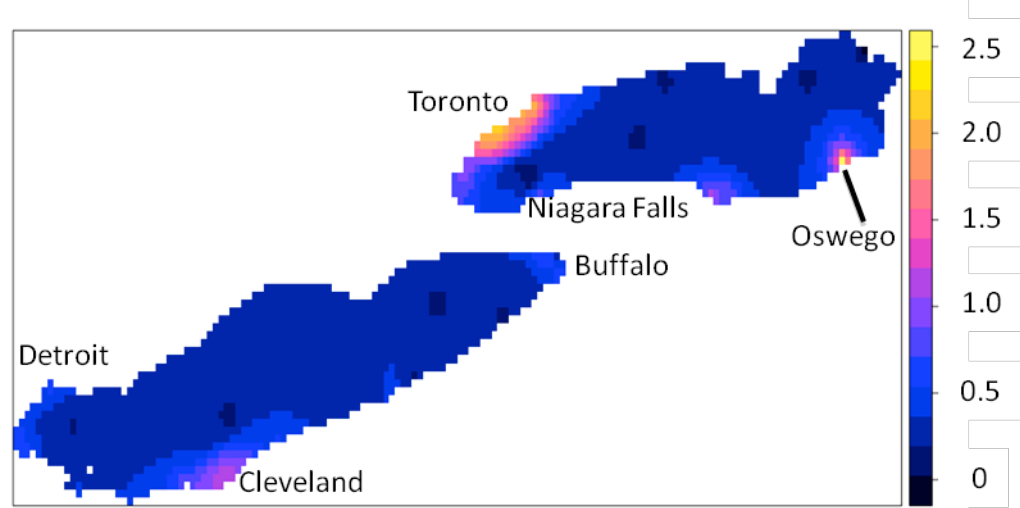 2.5
Toronto
2.0
Niagara Falls
1.5
Oswego
Buffalo
1.0
Detroit
0.5
Cleveland
0